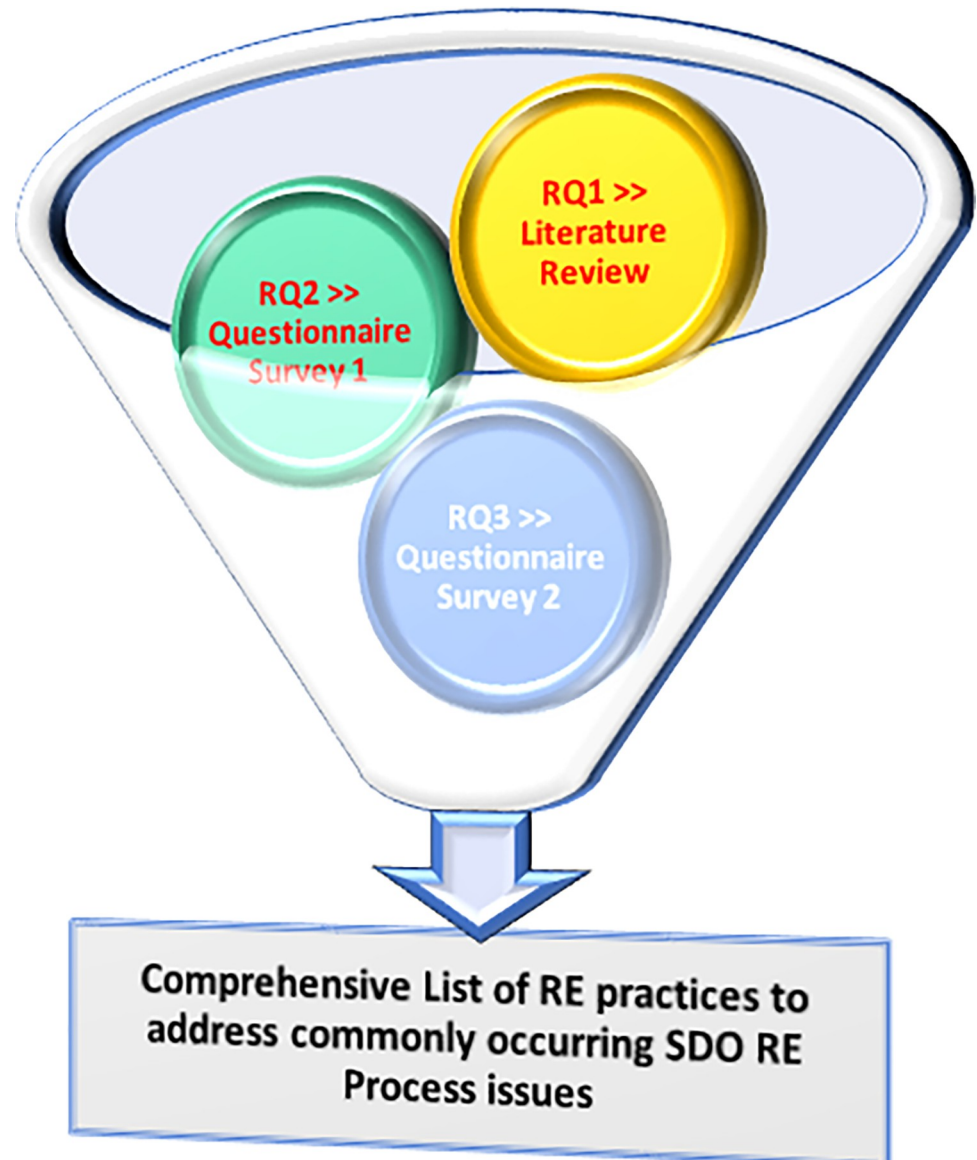 RQ1 >>
Literature
Review
RQ2 >>
Questionnaire
Survey 1
RQ3 >>
Questionnaire
Survey 2
Comprehensive List of RE practices to
address commonly occurring SDO RE
Process issues